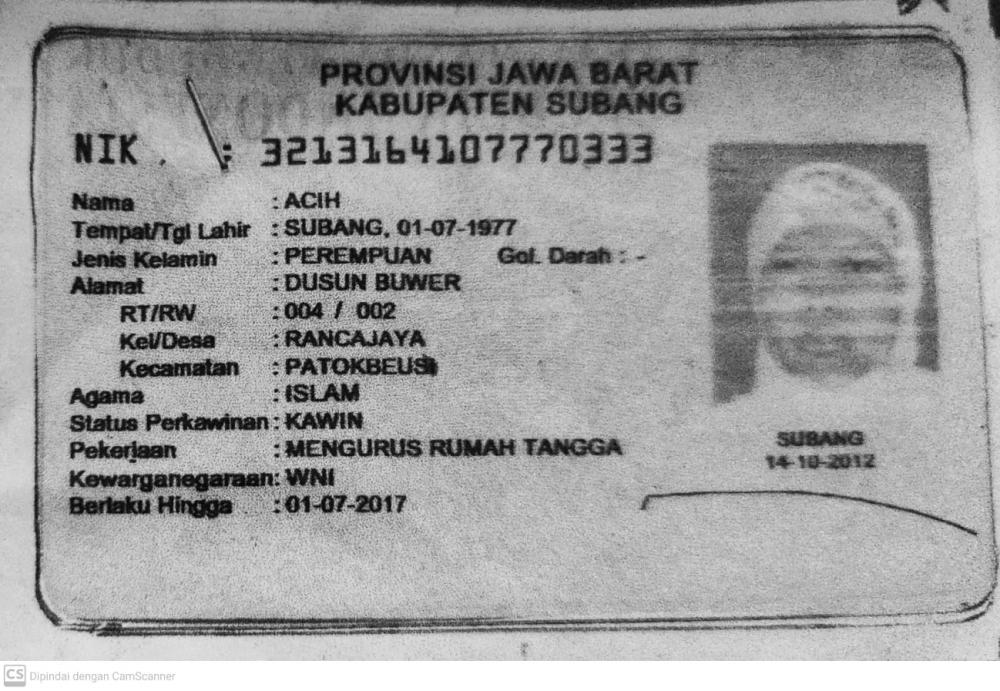 PROVINSI JAWA BARAT
KABUPATEN SUBANG
NIK : 3213164107770333
Nama : ACIH
Tempat/Tgl Lahir : SUBANG, 01-07-1977
Jenis Kelamin : PEREMPUAN Gol. Darah : -
Alamat : DUSUN BUWER
RT/RW : 004 / 002
Kel/Desa : RANCAJAYA
Kecamatan : PATOKBEUSI
Agama : ISLAM
Status Perkawinan : KAWIN
Pekerjaan : MENGURUS RUMAH TANGGA
Kewarganegaraan: WNI
Berlaku Hingga : 01-07-2017
SUBANG
14-10-2012
CS Dipindai dengan CamScanner